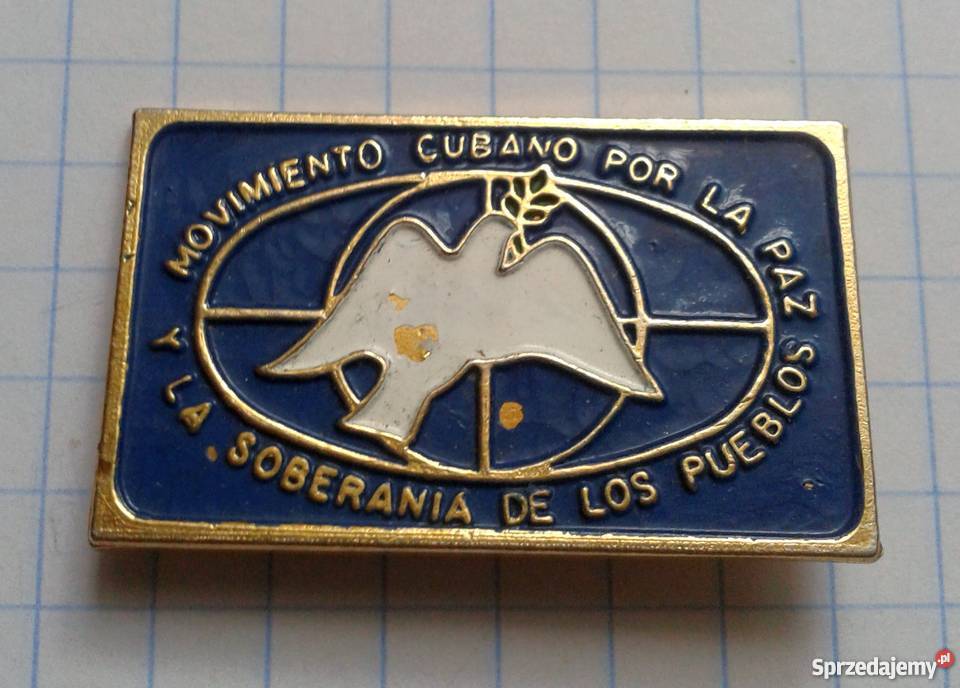 MOVIMIENTO CUBANO POR LA PAZ
Y LA SOBERANIA DE LOS PUEBLOS
Sprzedajemy.pl